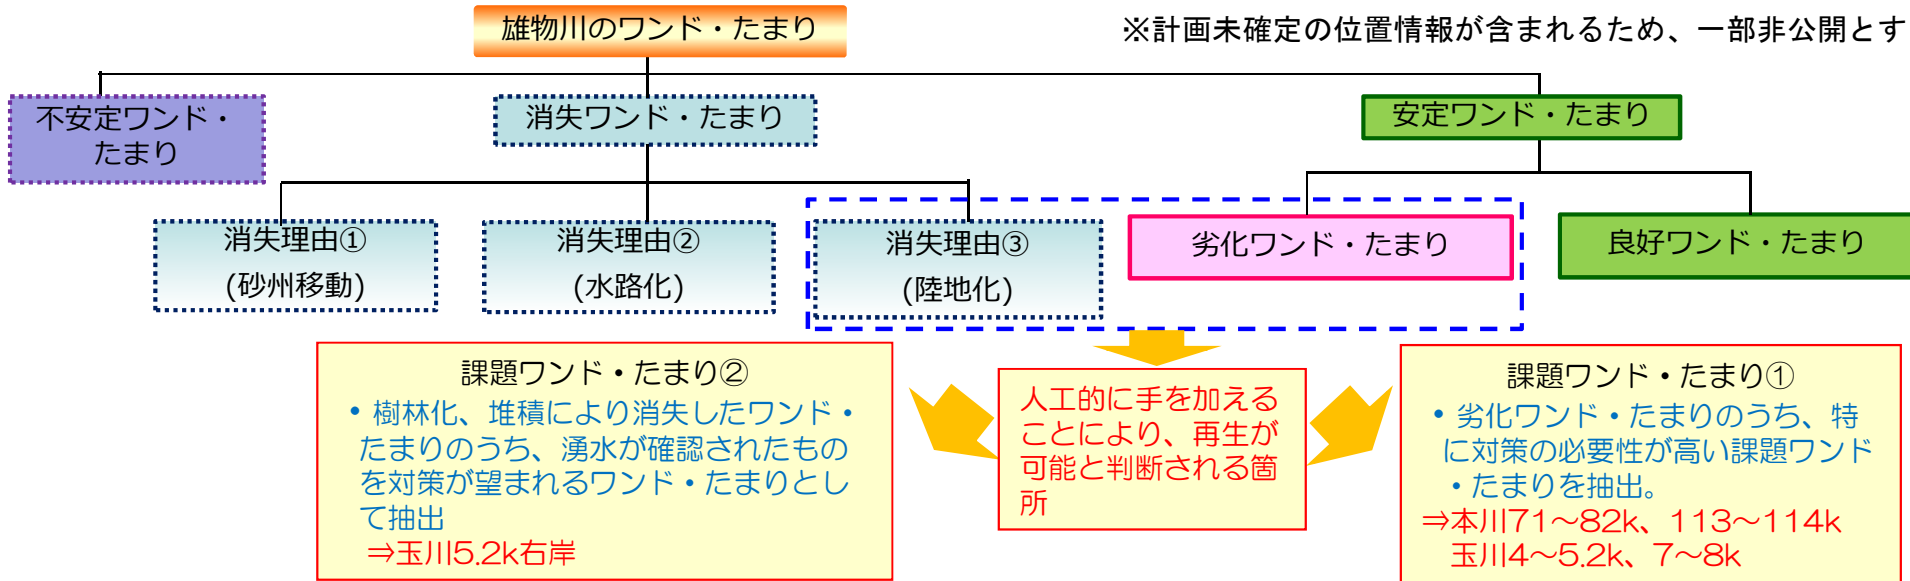 雄物川のワンド・たまり
※計画未確定の位置情報が含まれるため、一部非公開とす
不安定ワンド・
たまり
消失ワンド・たまり
安定ワンド・たまり
消失理由①
(砂州移動)
消失理由②
(水路化)
消失理由③
(陸地化)
劣化ワンド・たまり
良好ワンド・たまり
課題ワンド・たまり②
• 樹林化、堆積により消失したワンド・
たまりのうち、湧水が確認されたもの
を対策が望まれるワンド・たまりとし
て抽出
⇒玉川5.2k右岸
人工的に手を加える
ことにより、再生が
可能と判断される箇
所
課題ワンド・たまり①
• 劣化ワンド・たまりのうち、特
に対策の必要性が高い課題ワンド
・たまりを抽出。
⇒本川71～82k、113～114k
玉川4～5.2k、7～8k